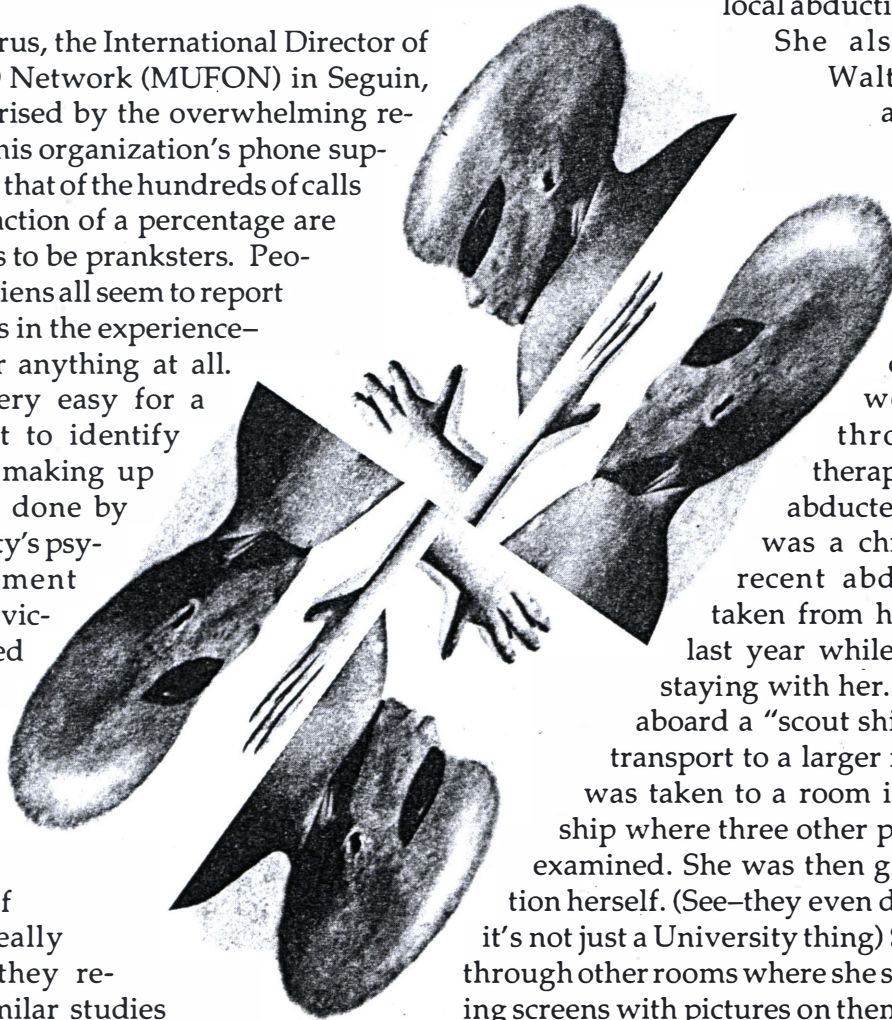 rus, the International Director of
Network (MUFON) in Seguin,
rised by the overwhelming re-
his organization's phone sup-
that of the hundreds of calls
action of a percentage are
s to be pranksters. Peo-
iens all seem to report
s in the experience–
r anything at all.
ery easy for a
t to identify
making up
done by
ty's psy-
ment
vic-
ed
f
eally
they re-
milar studies
local abducti
She als
Walt
a
c
we
thro
therap
abducte
was a ch
recent abd
taken from h
last year while
staying with her.
aboard a “scout shi
transport to a larger
was taken to a room i
ship where three other p
examined. She was then g
tion herself. (See–they even d
it's not just a University thing)
through other rooms where she s
ing screens with pictures on then